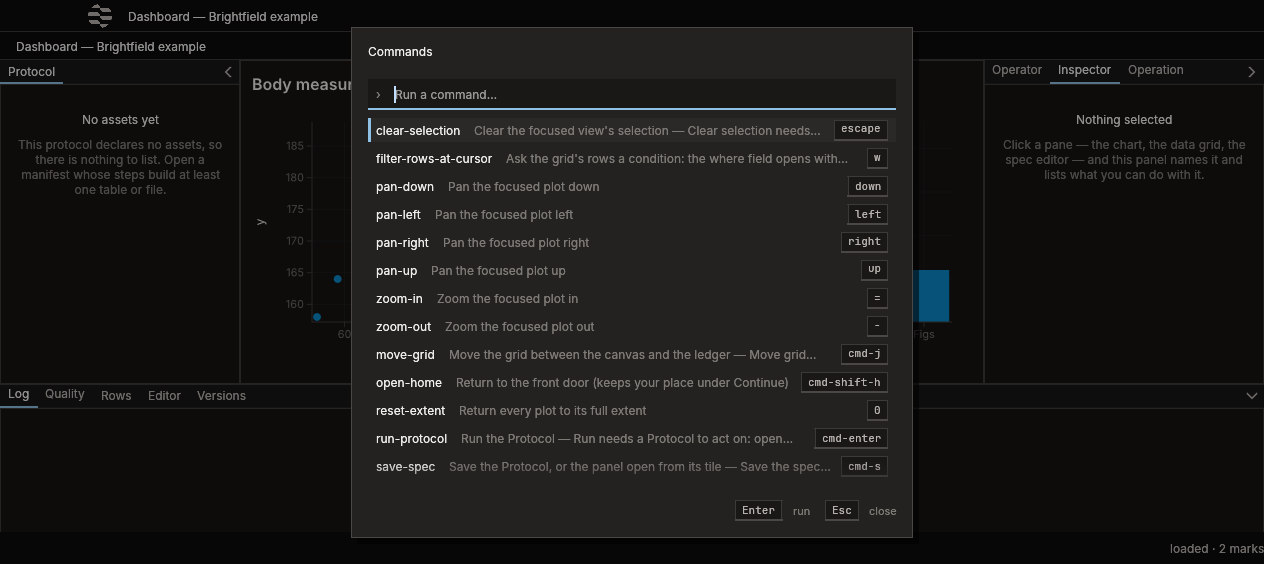 Dashboard — Brightfield example
Dashboard — Brightfield example
Protocol
No assets yet
This protocol declares no assets, so
there is nothing to list. Open a
manifest whose steps build at least
one table or file.
Body measur
y
185
180
175
170
165
160
60
Commands
› Run a command...
clear-selection Clear the focused view's selection — Clear selection needs... escape
filter-rows-at-cursor Ask the grid's rows a condition: the where field opens with... w
pan-down Pan the focused plot down down
pan-left Pan the focused plot left left
pan-right Pan the focused plot right right
pan-up Pan the focused plot up up
zoom-in Zoom the focused plot in =
zoom-out Zoom the focused plot out -
move-grid Move the grid between the canvas and the ledger — Move grid... cmd-j
open-home Return to the front door (keeps your place under Continue) cmd-shift-h
reset-extent Return every plot to its full extent 0
run-protocol Run the Protocol — Run needs a Protocol to act on: open... cmd-enter
save-spec Save the Protocol, or the panel open from its tile — Save the spec... cmd-s
Enter run Esc close
Figs
Operator Inspector Operation
Nothing selected
Click a pane — the chart, the data grid, the
spec editor — and this panel names it and
lists what you can do with it.
Log Quality Rows Editor Versions
loaded · 2 marks